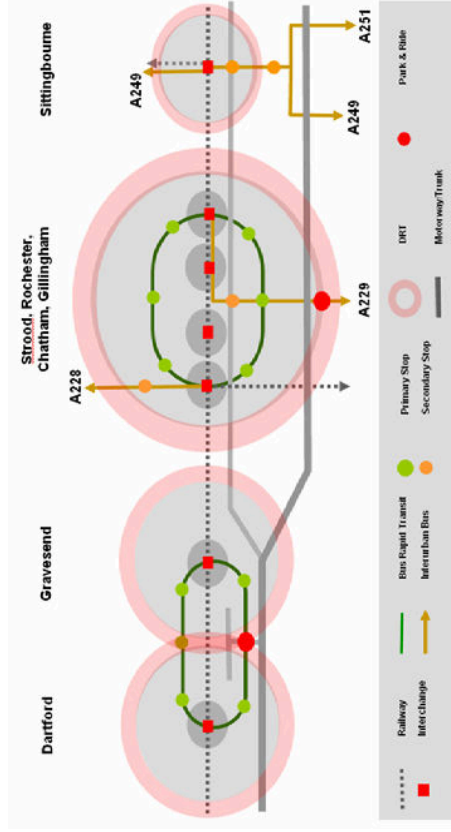 Dartford
Gravesend
Strood, Rochester,
Chatham, Gillingham
Sittingbourne
A228
A249
A229
A249
A251
Railway
Bus Rapid Transit
Primary Stop
DRT
Park & Ride
Interchange
Interurban Bus
Secondary Stop
Motorway/Trunk